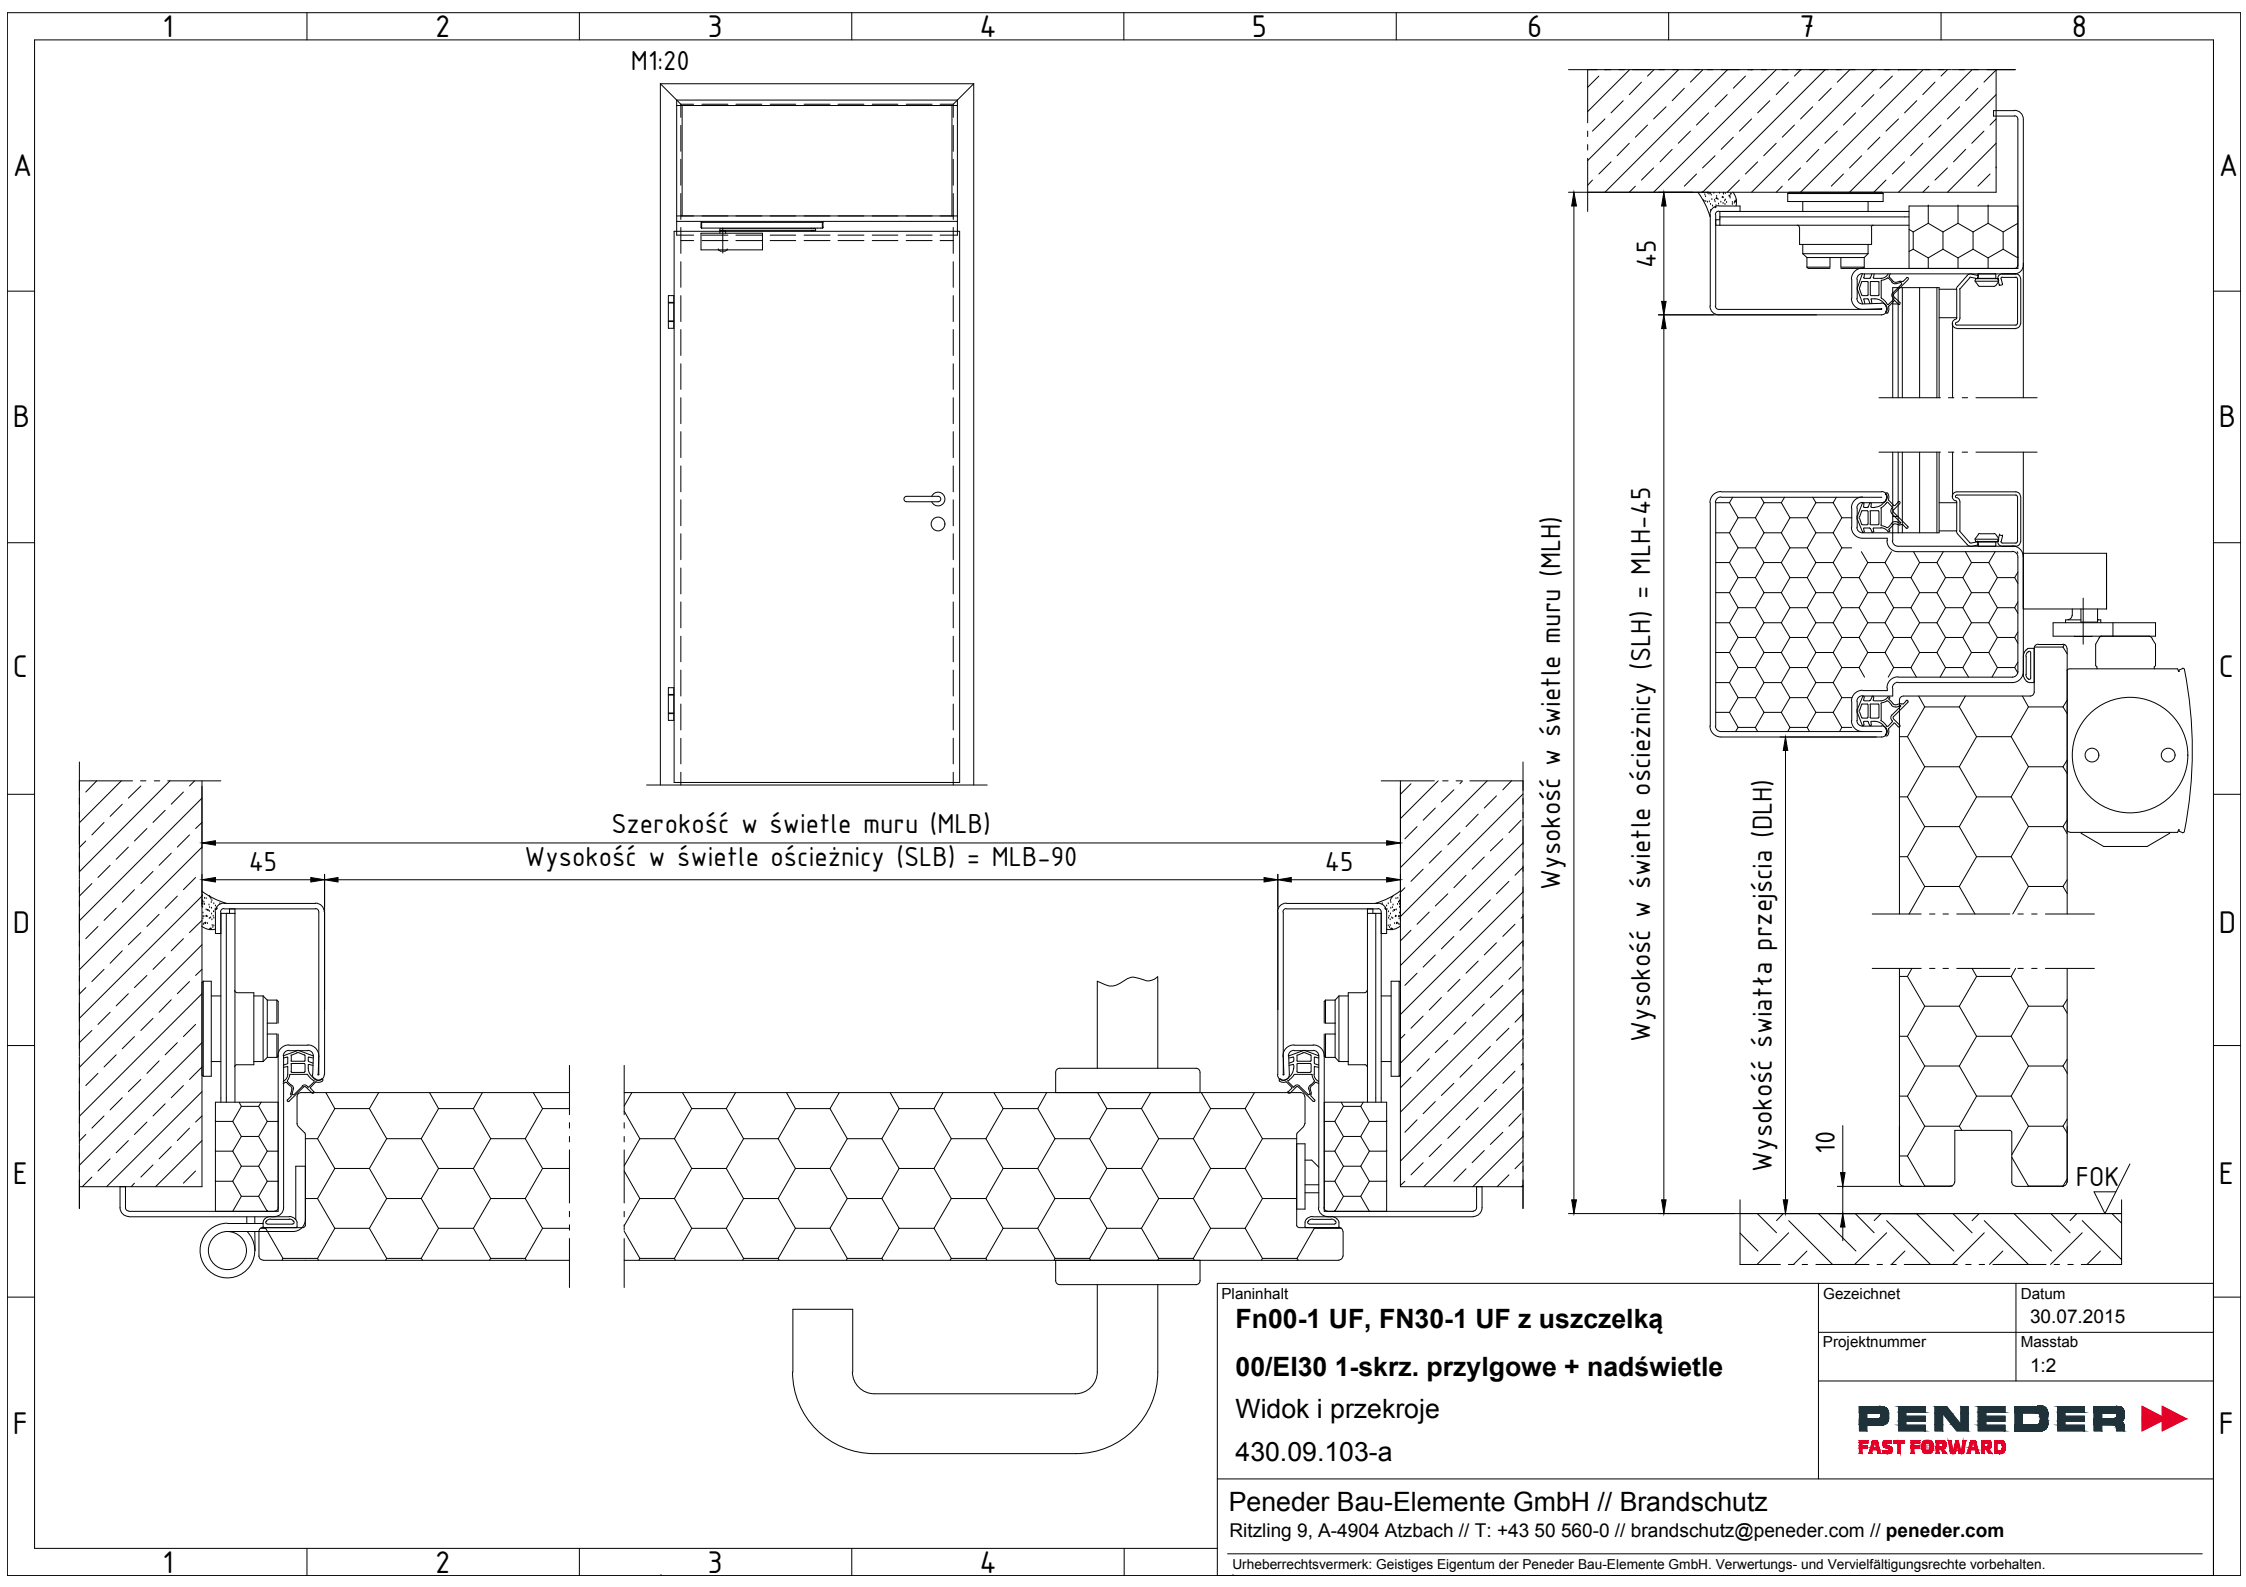 1 2 3 4 5 6 7 8
M1:20
A A
B B
C C
D D
E E
F F
45
Wysokość w świetle muru (MLH)
Wysokość w świetle ościeżnicy (SLH) = MLH-45
Wysokość światła przejścia (DLH)
10
FOK
Szerokość w świetle muru (MLB)
Wysokość w świetle ościeżnicy (SLB) = MLB-90
45 45
Planinhalt
Fn00-1 UF, FN30-1 UF z uszczelką
00/EI30 1-skrz. przylgowe + nadświetle
Widok i przekroje
430.09.103-a
Gezeichnet
Datum
30.07.2015
Projektnummer
Masstab
1:2
PENEDER
FAST FORWARD
Peneder Bau-Elemente GmbH // Brandschutz
Ritzling 9, A-4904 Atzbach // T: +43 50 560-0 // brandschutz@peneder.com // peneder.com
Urheberrechtsvermerk: Geistiges Eigentum der Peneder Bau-Elemente GmbH. Verwertungs- und Vervielfältigungsrechte vorbehalten.
1 2 3 4